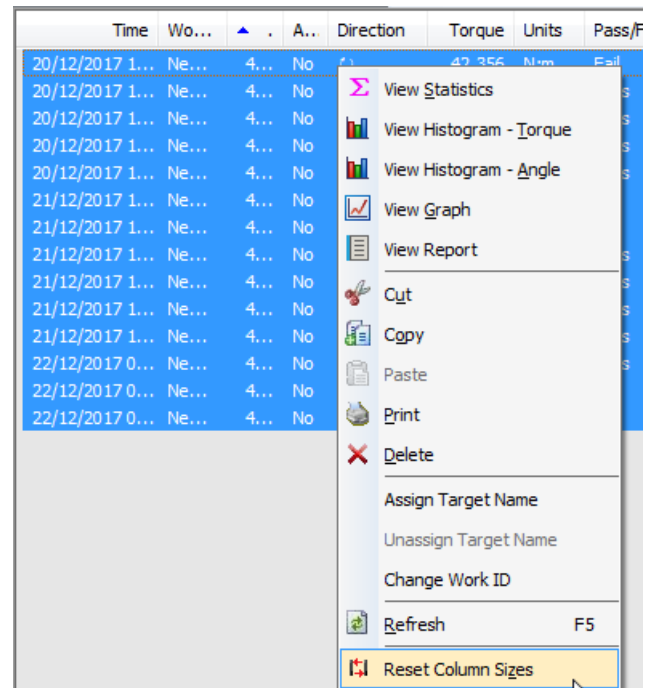 Time Wo... . A... Direction Torque Units Pass/F
20/12/2017 1... Ne... 4... No 42.356 N·m Fail
20/12/2017 1... Ne... 4... No s
20/12/2017 1... Ne... 4... No s
20/12/2017 1... Ne... 4... No s
20/12/2017 1... Ne... 4... No s
21/12/2017 1... Ne... 4... No
21/12/2017 1... Ne... 4... No
21/12/2017 1... Ne... 4... No s
21/12/2017 1... Ne... 4... No s
21/12/2017 1... Ne... 4... No s
21/12/2017 1... Ne... 4... No s
22/12/2017 0... Ne... 4... No s
22/12/2017 0... Ne... 4... No
22/12/2017 0... Ne... 4... No
View Statistics
View Histogram - Torque
View Histogram - Angle
View Graph
View Report
Cut
Copy
Paste
Print
Delete
Assign Target Name
Unassign Target Name
Change Work ID
Refresh F5
Reset Column Sizes